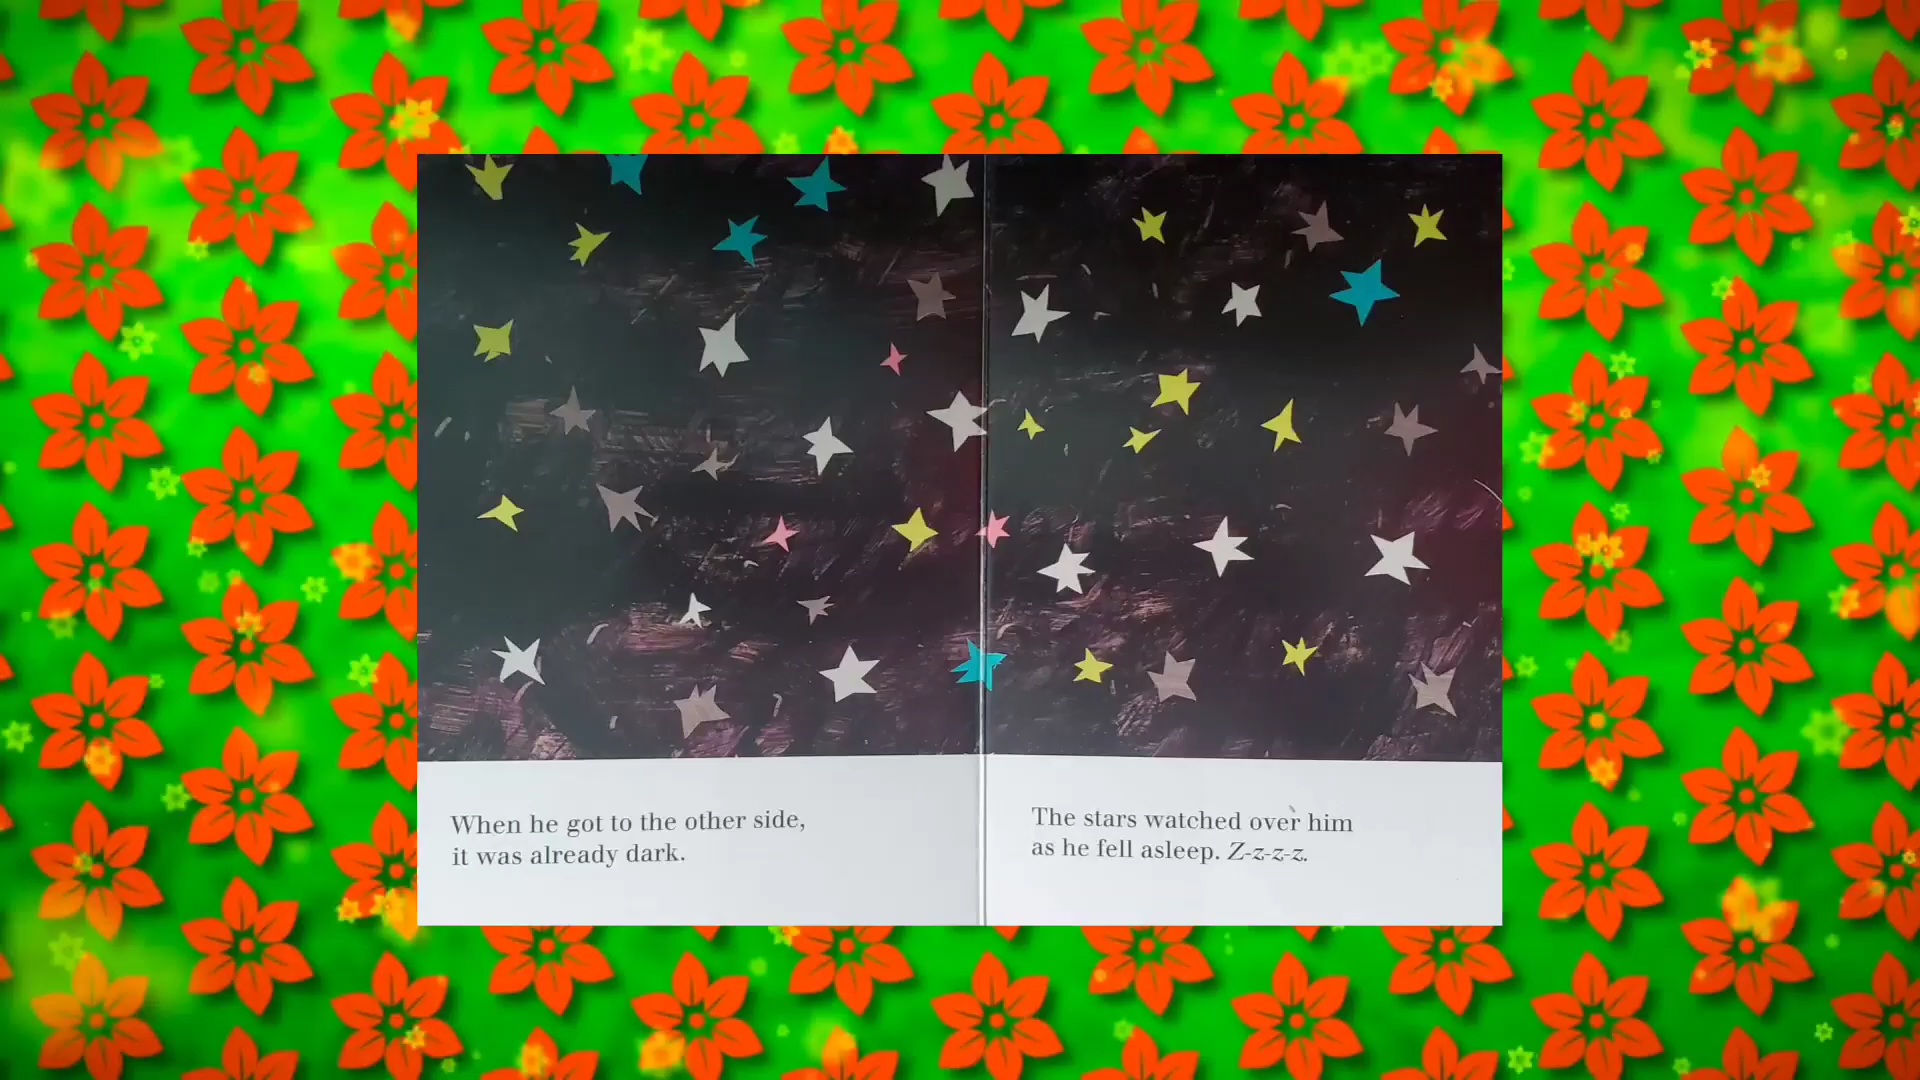 When he got to the other side,
it was already dark.
The stars watched over him
as he fell asleep. Z-z-z-z.